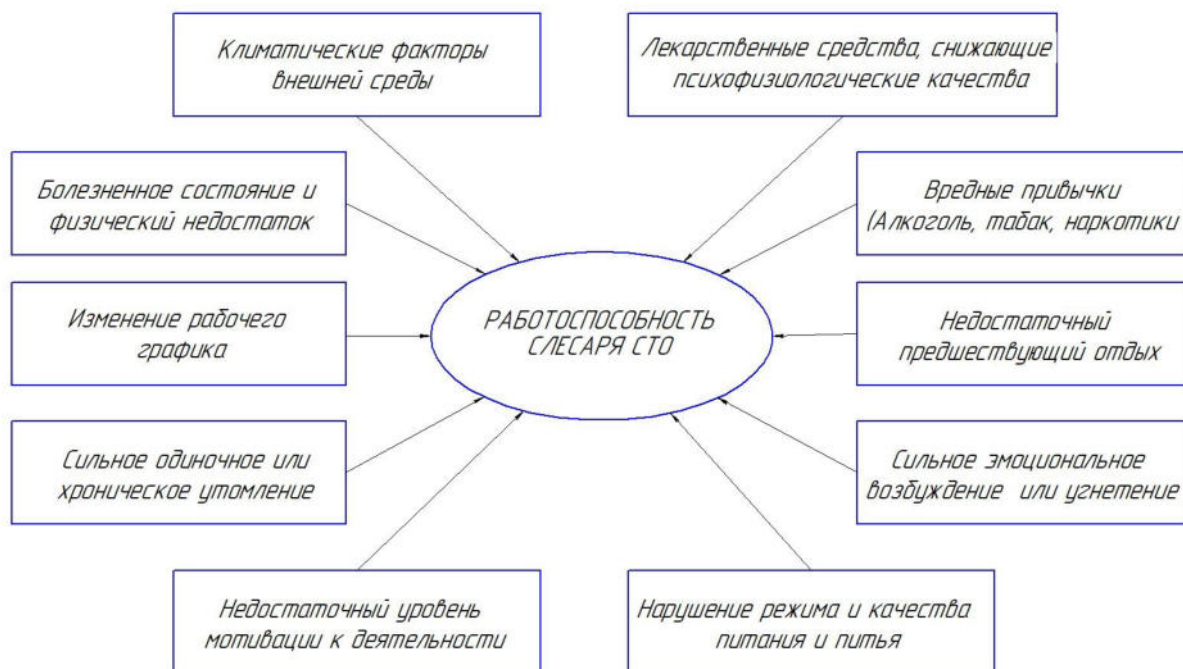 Климатические факторы
внешней среды
Лекарственные средства, снижающие
психофизиологические качества
Болезненное состояние и
физический недостаток
Вредные привычки
(Алкоголь, табак, наркотики
Изменение рабочего
графика
РАБОТОСПОСОБНОСТЬ
СЛЕСАРЯ СТО
Недостаточный
предшествующий отдых
Сильное одиночное или
хроническое утомление
Сильное эмоциональное
возбуждение или угнетение
Недостаточный уровень
мотивации к деятельности
Нарушение режима и качества
питания и питья